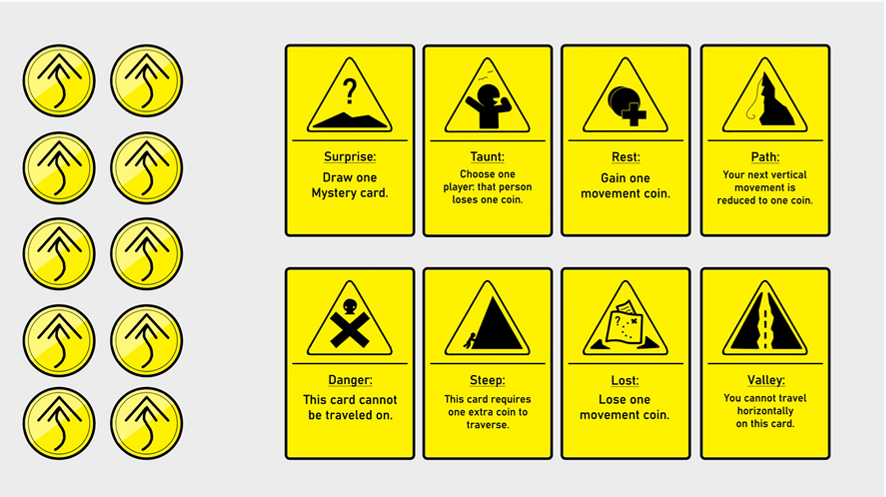 ?
Surprise:
Draw one
Mystery card.
Taunt:
Choose one
player: that person
loses one coin.
Rest:
Gain one
movement coin.
Path:
Your next vertical
movement is
reduced to one coin.
Danger:
This card cannot
be traveled on.
Steep:
This card requires
one extra coin to
traverse.
?
Lost:
Lose one
movement coin.
Valley:
You cannot travel
horizontally
on this card.